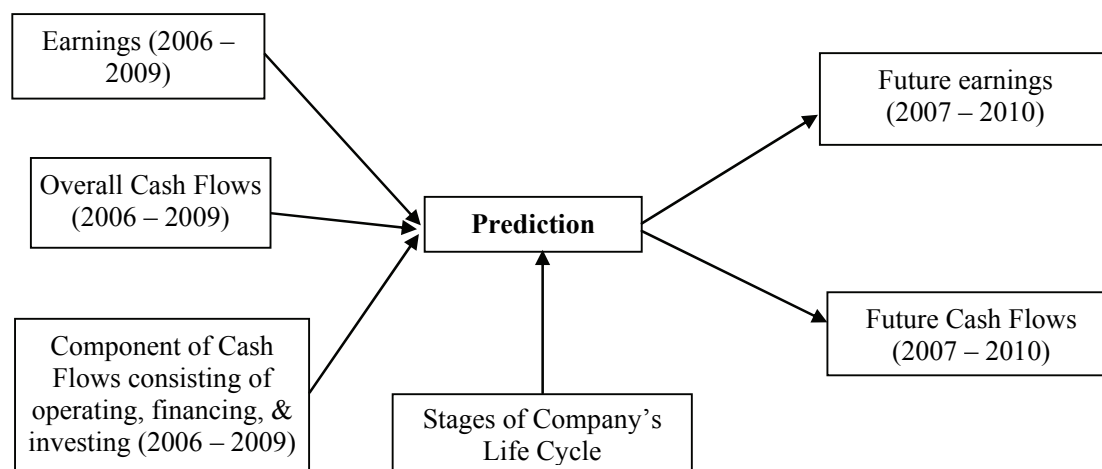 Earnings (2006 –
2009)
Overall Cash Flows
(2006 – 2009)
Component of Cash
Flows consisting of
operating, financing, &
investing (2006 – 2009)
Prediction
Stages of Company’s
Life Cycle
Future earnings
(2007 – 2010)
Future Cash Flows
(2007 – 2010)